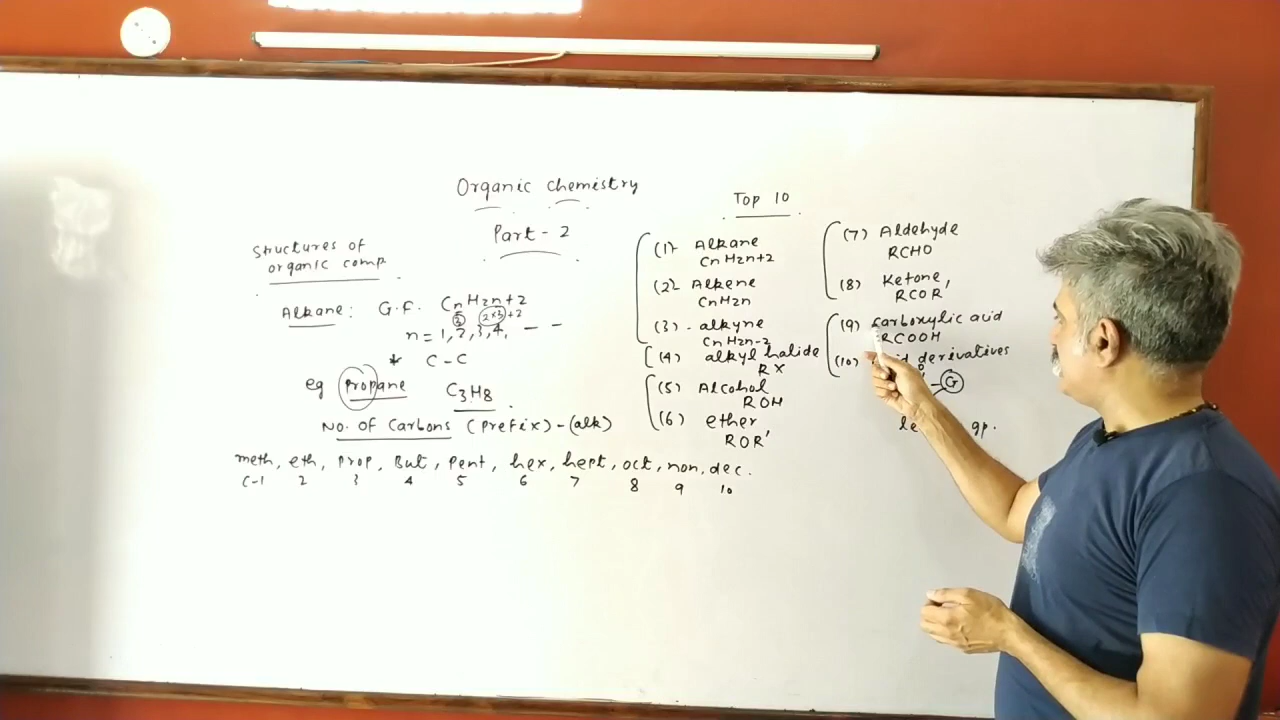 Organic chemistry
Part - 2
Structures of
organic comp.
Alkane: G.F. CnH2n+2
n = 1, 2, 3, 4, - -
* C - C
eg Propane C3H8.
No. of Carbons (Prefix) - (alk)
meth, eth, Prop, But, Pent, hex, hept, oct, non, dec.
C-1 2 3 4 5 6 7 8 9 10
Top 10
(1) Alkane
CnH2n+2
(2) Alkene
CnH2n
(3) - alkyne
CnH2n-2
(4) alkyl halide
RX
(5) Alcohol
ROH
(6) ether
ROR'
(7) Aldehyde
RCHO
(8) Ketone
RCOR'
(9) carboxylic acid
RCOOH
(10) derivatives
- G
gp.